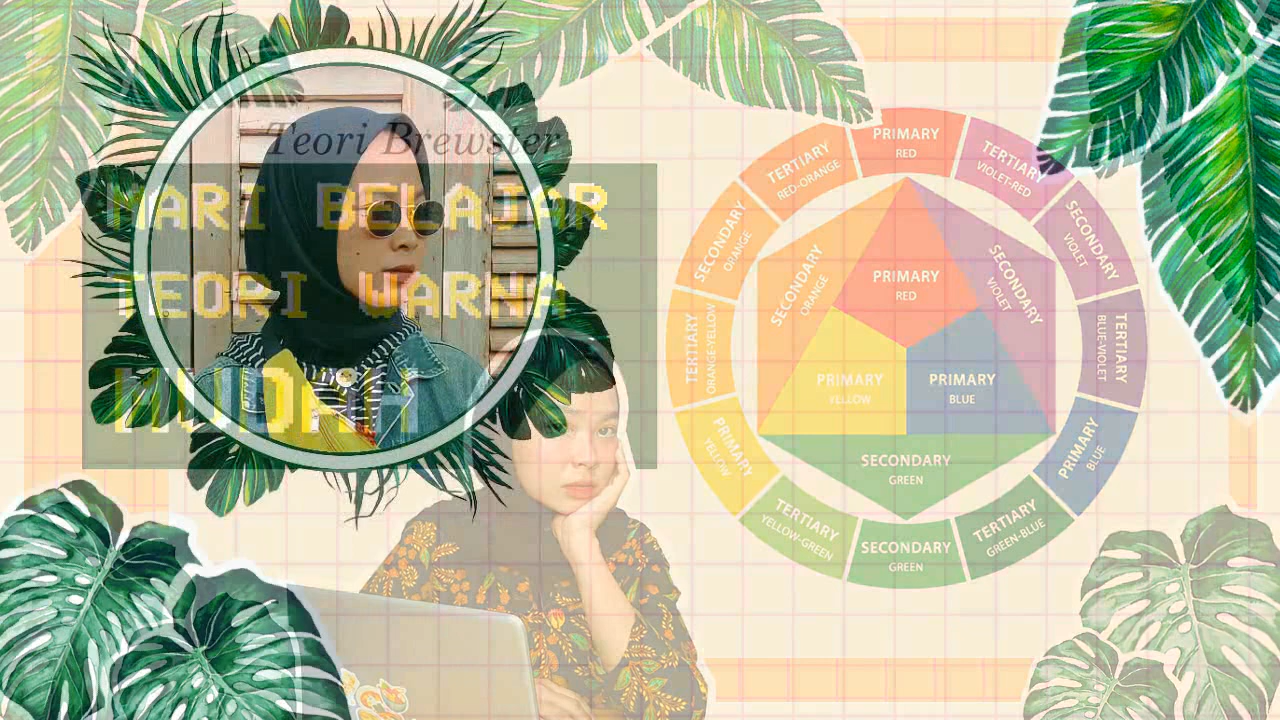 Teori Brewster
MARI BELAJAR
TEORI WARNA
PRIMARY
RED
TERTIARY
VIOLET-RED
SECONDARY
VIOLET
TERTIARY
BLUE-VIOLET
PRIMARY
BLUE
TERTIARY
GREEN-BLUE
SECONDARY
GREEN
TERTIARY
YELLOW-GREEN
PRIMARY
YELLOW
TERTIARY
ORANGE-YELLOW
SECONDARY
ORANGE
TERTIARY
RED-ORANGE
PRIMARY
RED
SECONDARY
ORANGE
SECONDARY
VIOLET
PRIMARY
YELLOW
PRIMARY
BLUE
SECONDARY
GREEN